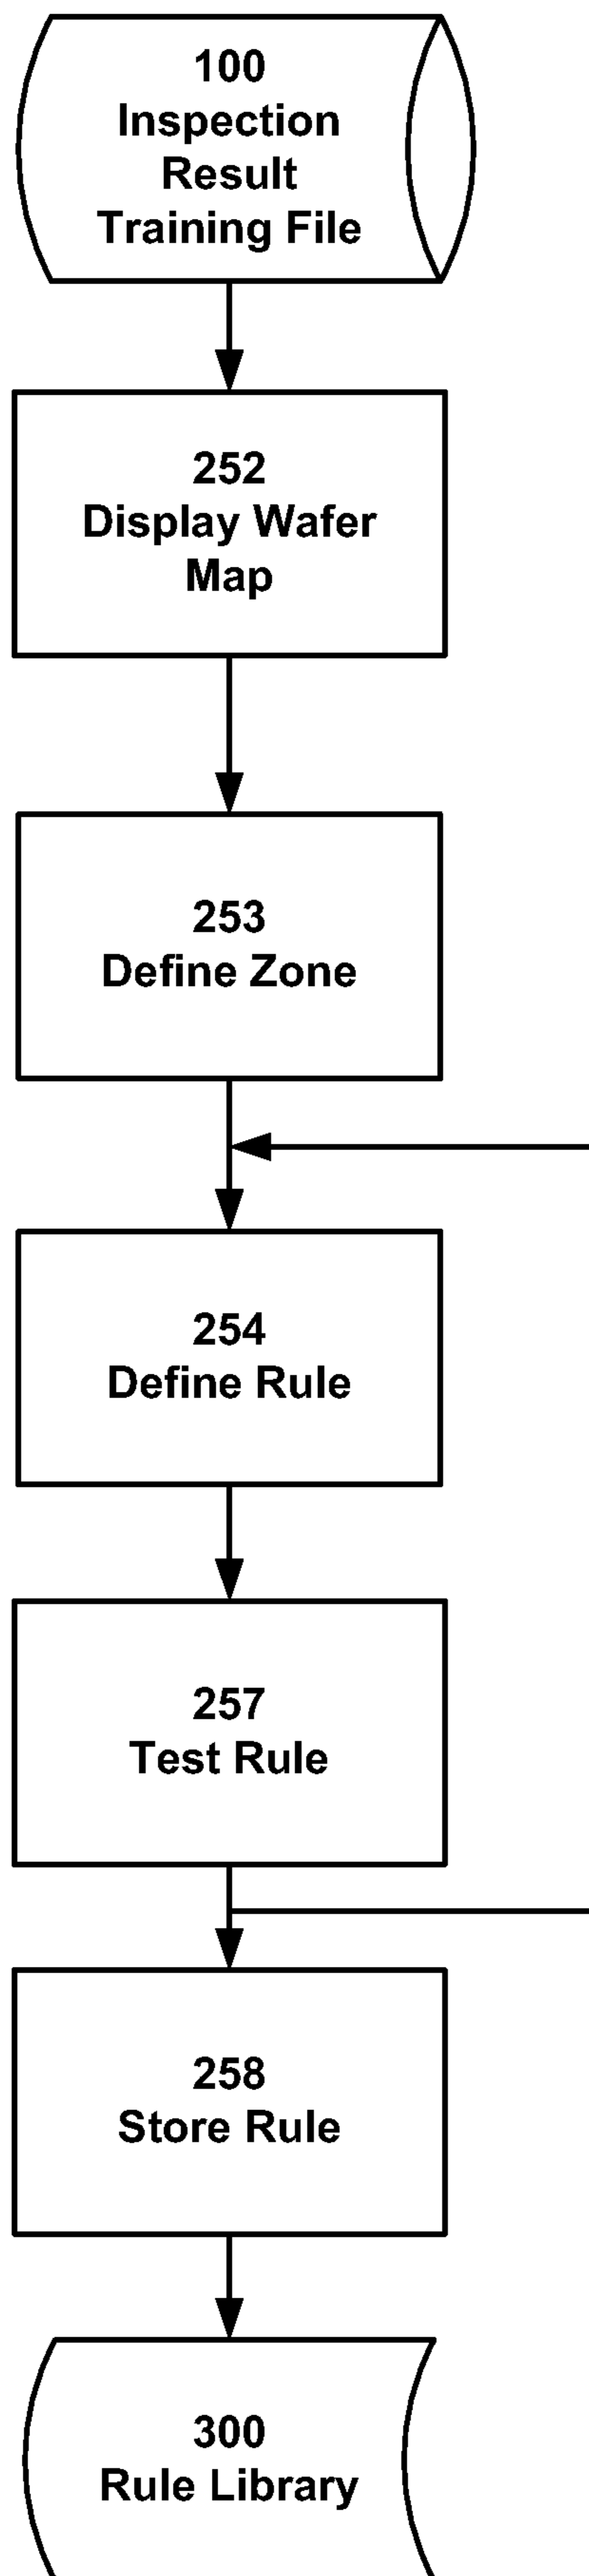 100
Inspection
Result
Training File
252
Display Wafer
Map
253
Define Zone
254
Define Rule
257
Test Rule
258
Store Rule
300
Rule Library